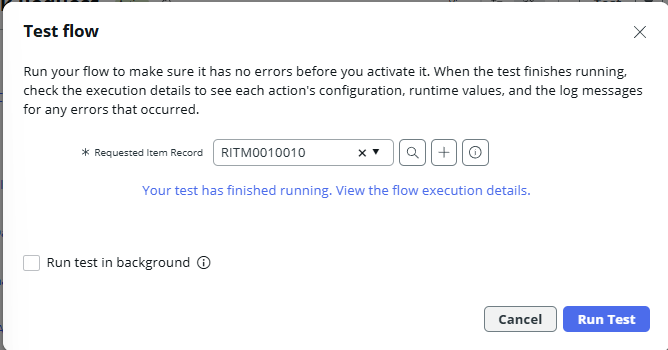 Test flow
Run your flow to make sure it has no errors before you activate it. When the test finishes running,
check the execution details to see each action's configuration, runtime values, and the log messages
for any errors that occurred.
* Requested Item Record RITM0010010
Your test has finished running. View the flow execution details.
Run test in background
Cancel Run Test